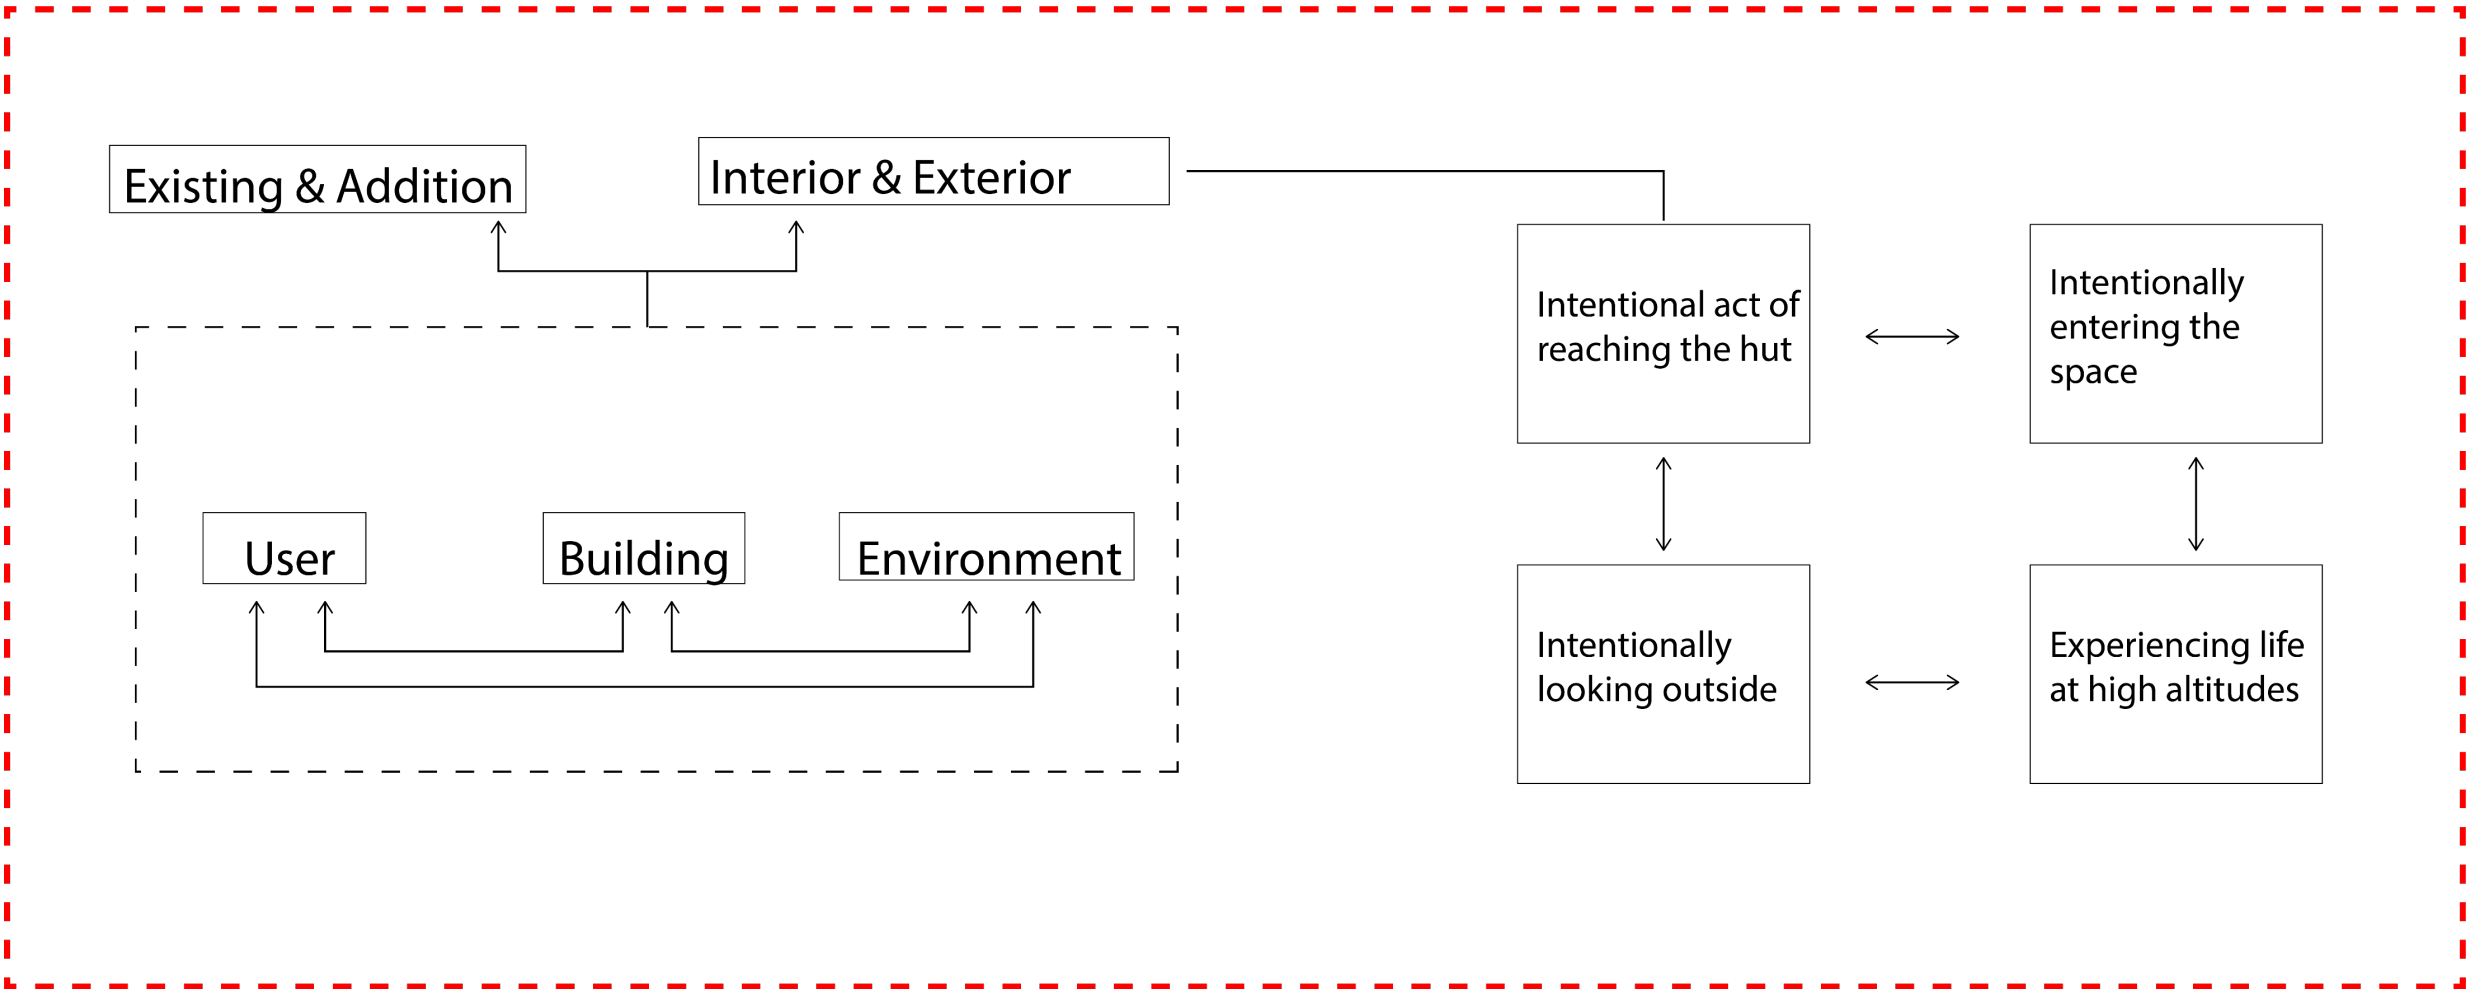 Existing & Addition
Interior & Exterior
User
Building
Environment
Intentional act of
reaching the hut
Intentionally
entering the
space
Intentionally
looking outside
Experiencing life
at high altitudes